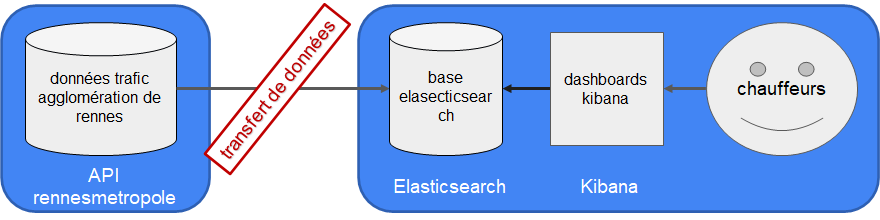 données trafic
agglomération de
rennes
API
rennesmetropole
transfert de données
base
elasecticsear
ch
Elasticsearch
dashboards
kibana
Kibana
chauffeurs